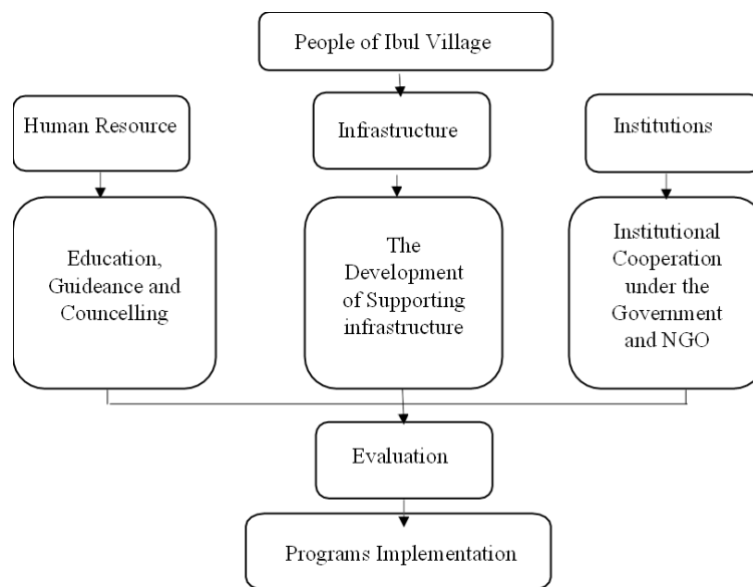 People of Ibul Village
Human Resource
Infrastructure
Institutions
Education,
Guideance and
Councelling
The
Development
of Supporting
infrastructure
Institutional
Cooperation
under the
Government
and NGO
Evaluation
Programs Implementation